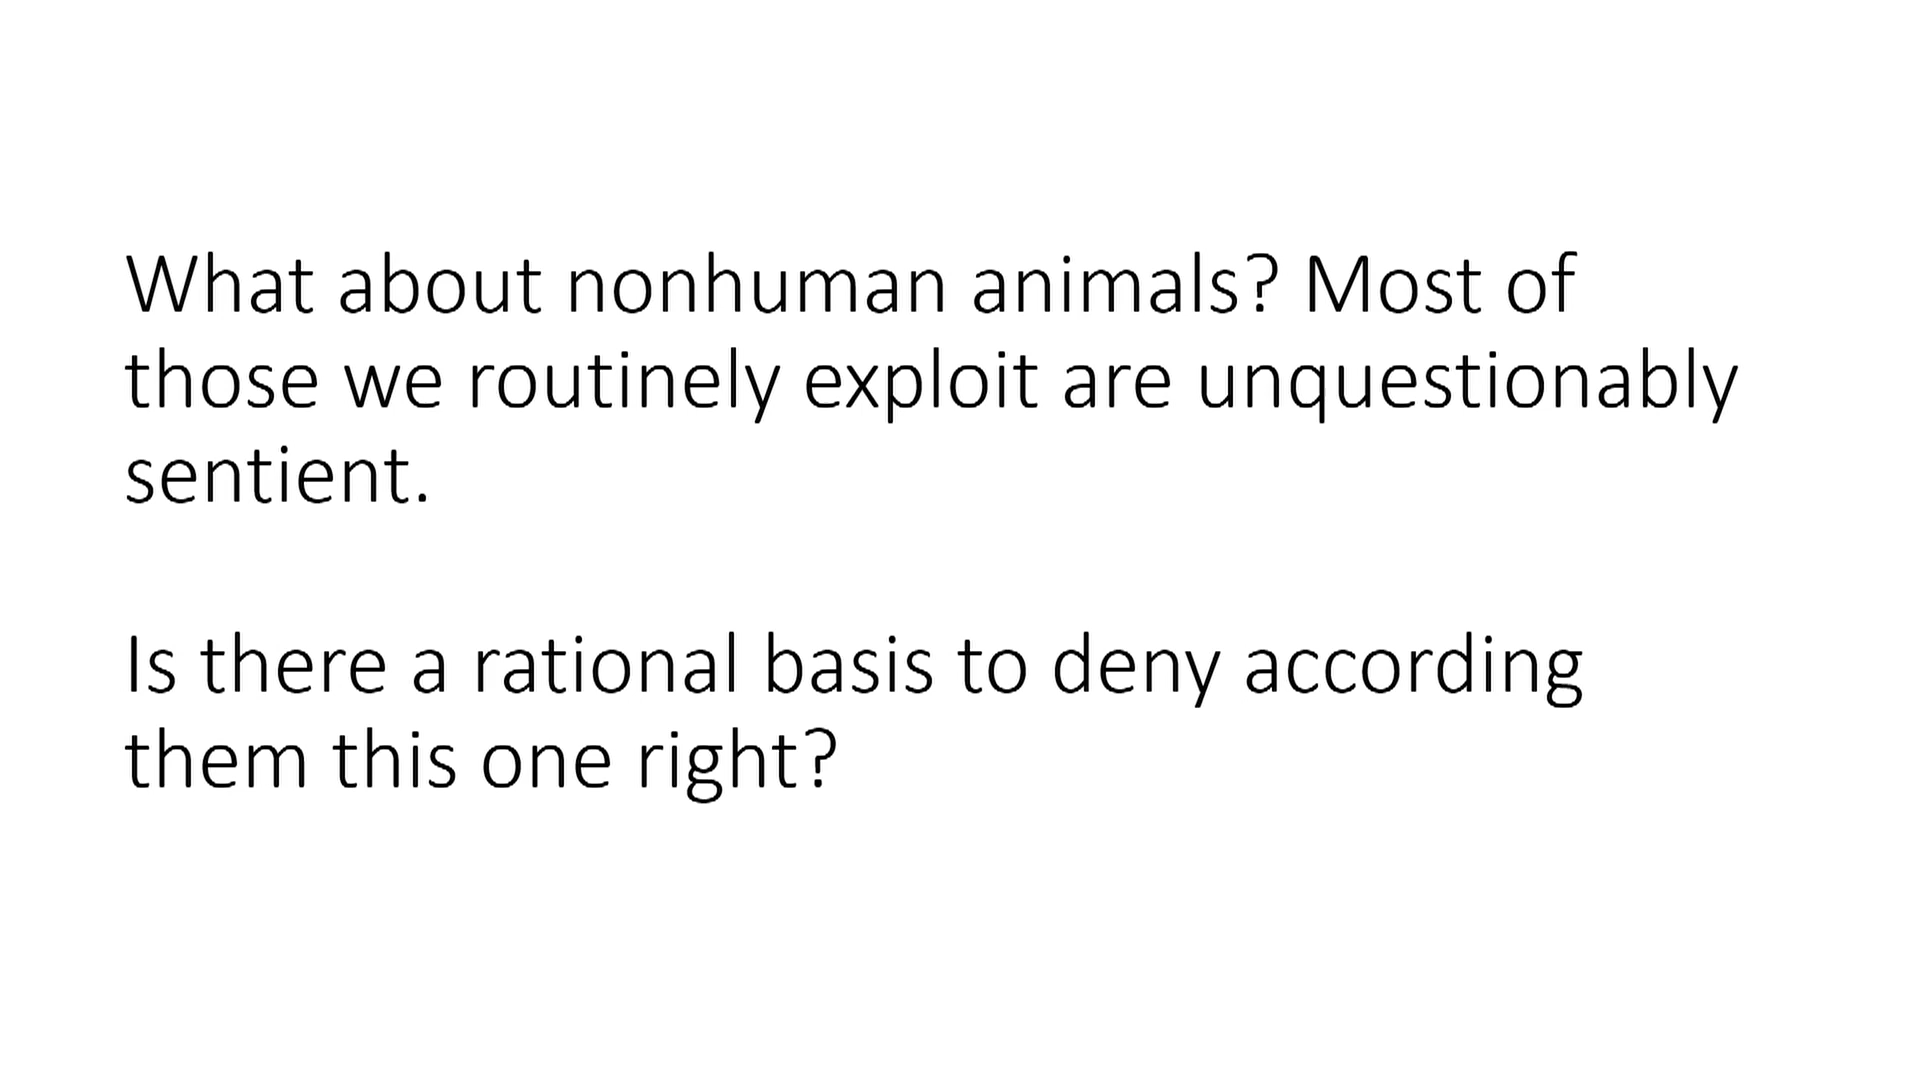 What about nonhuman animals? Most of
those we routinely exploit are unquestionably
sentient.
Is there a rational basis to deny according
them this one right?